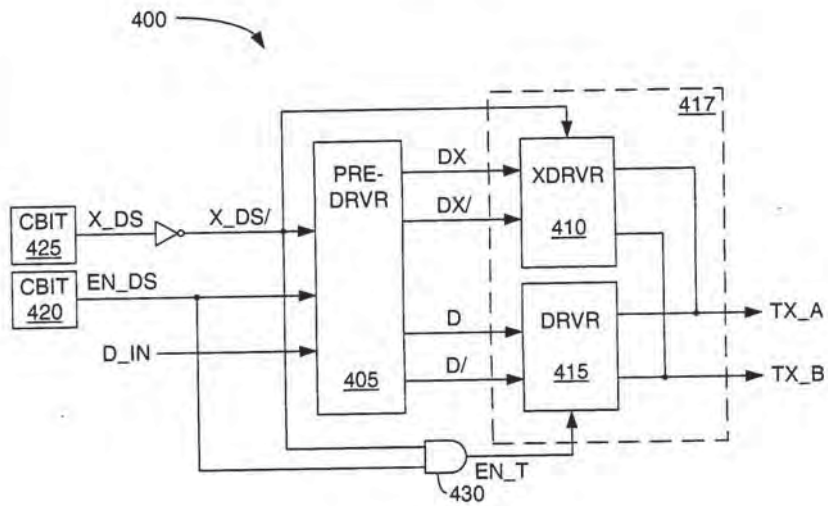 400
417
PRE-
DRVR
405
DX
DX/
XDRVR
410
CBIT
425
X_DS
X_DS/
CBIT
420
EN_DS
D_IN
D
D/
DRVR
415
TX_A
TX_B
EN_T
430